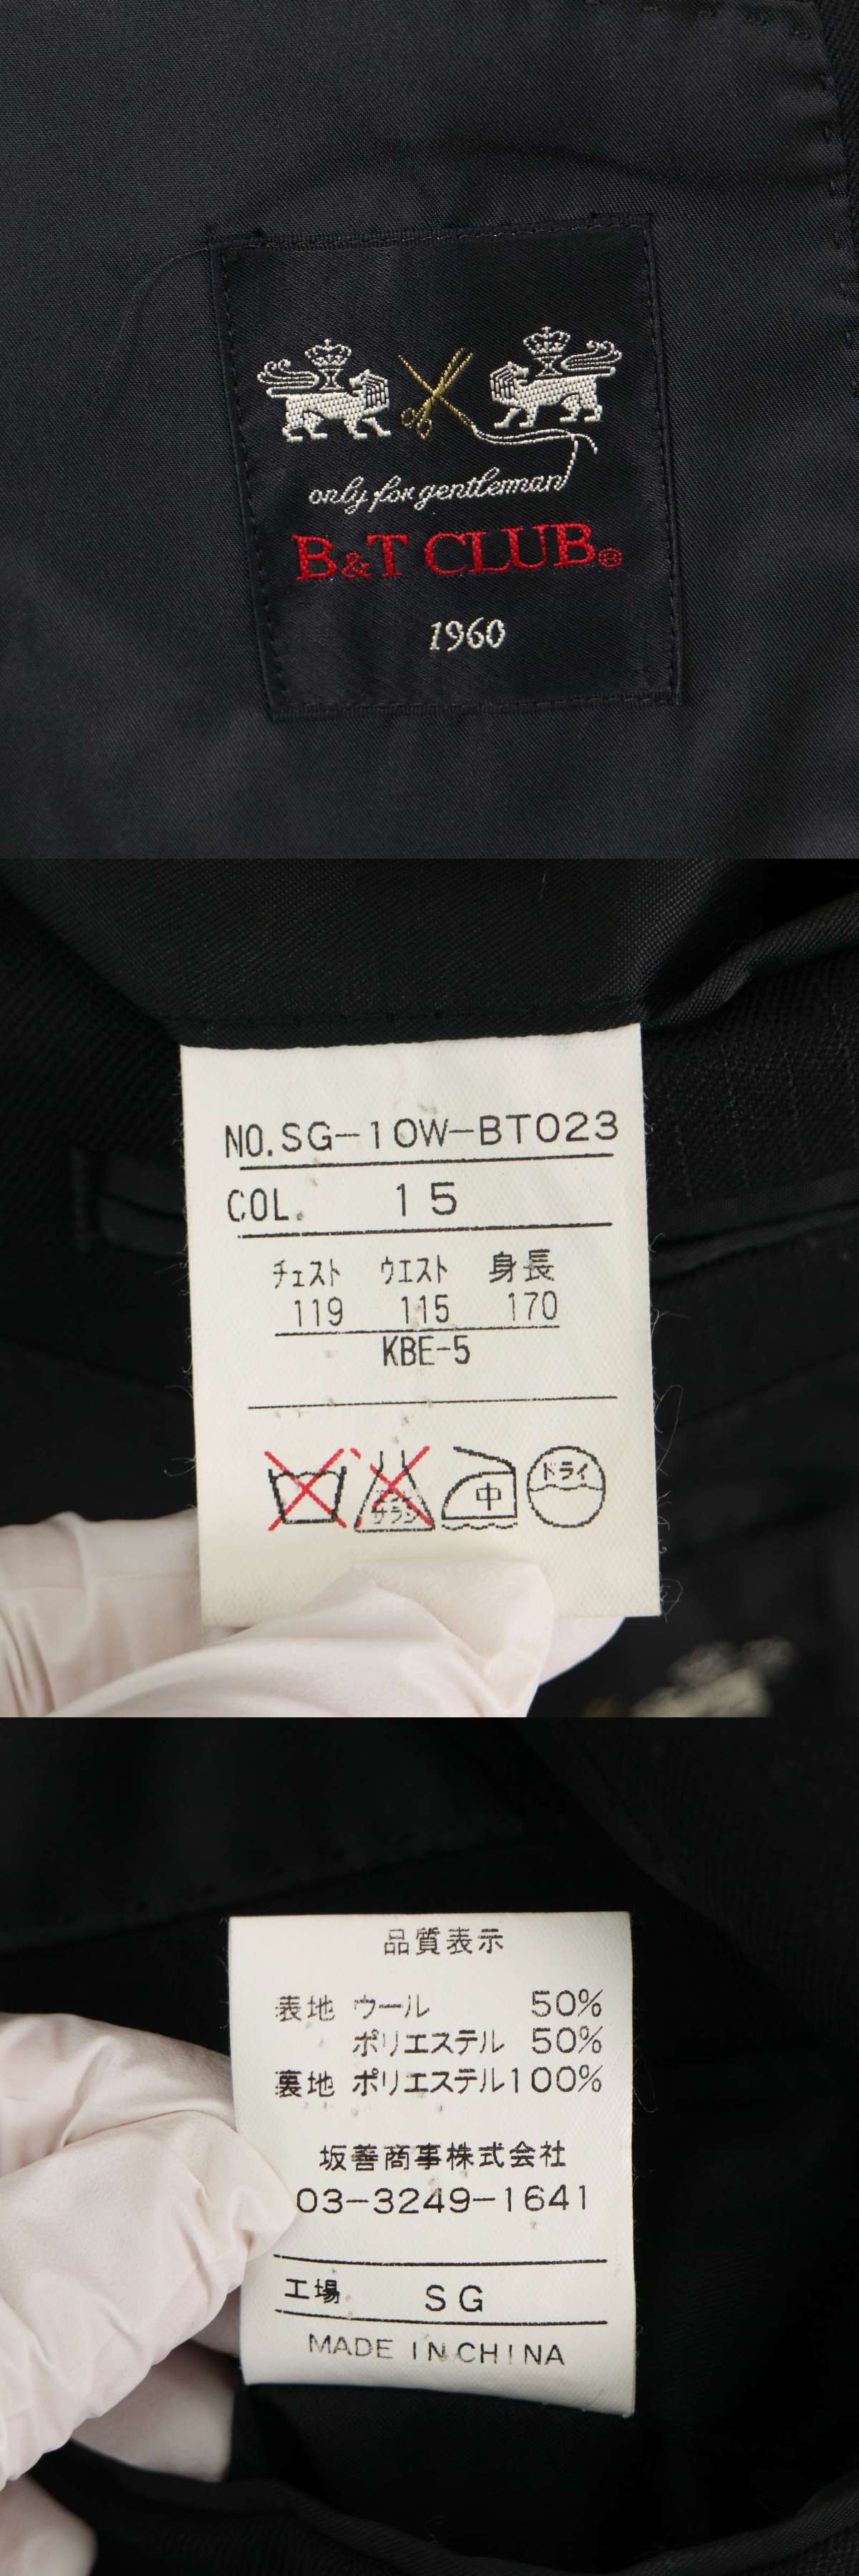 only for gentleman
B&T CLUB®
1960
NO.SG-10W-BT023
COL. 15
チェスト ウエスト 身長
119 115 170
KBE-5
サラシ 中 ドライ
品質表示
表地 ウール 50%
ポリエステル 50%
裏地 ポリエステル100%
坂善商事株式会社
03-3249-1641
工場 SG
MADE IN CHINA